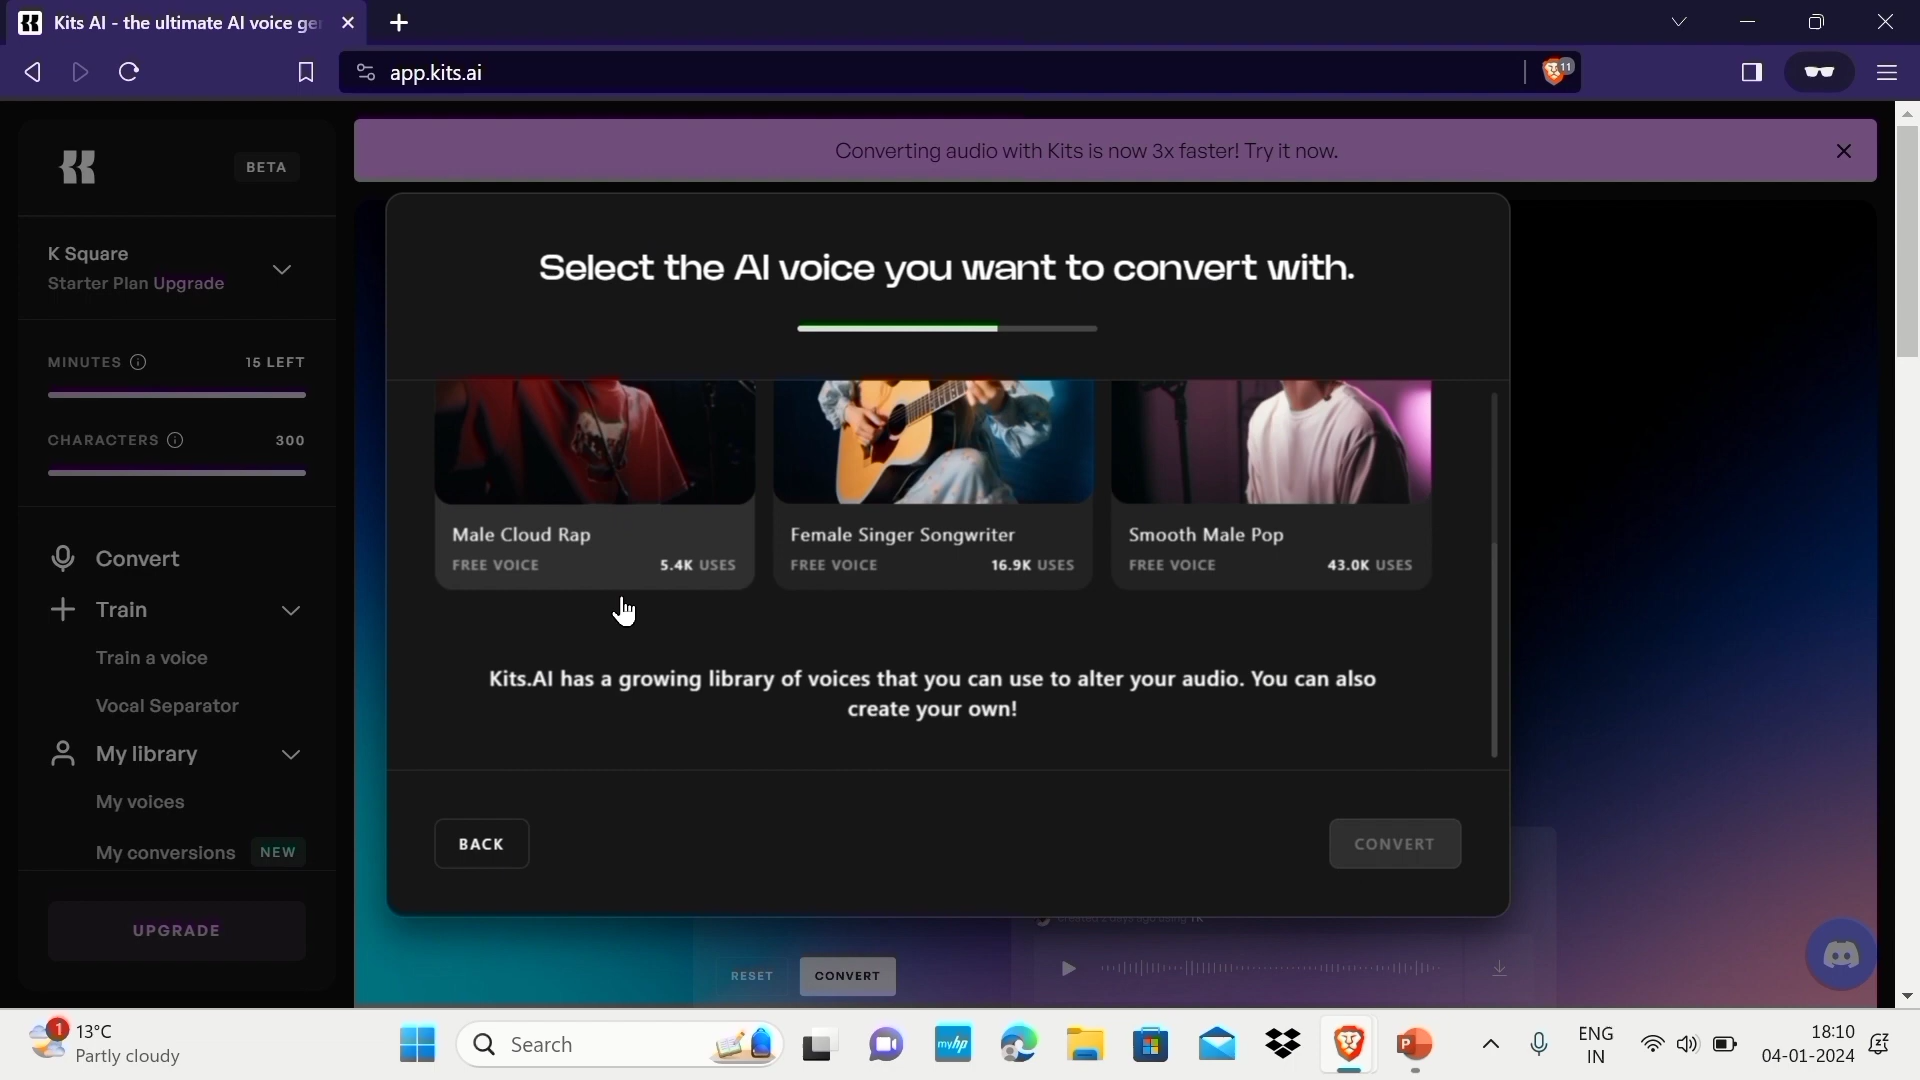 Kits AI - the ultimate AI voice ge
app.kits.ai
11
Converting audio with Kits is now 3x faster! Try it now.
BETA
K Square
Starter Plan Upgrade
MINUTES 15 LEFT
CHARACTERS 300
Convert
Train
Train a voice
Vocal Separator
My library
My voices
My conversions NEW
UPGRADE
Select the AI voice you want to convert with.
Male Cloud Rap
FREE VOICE 5.4K USES
Female Singer Songwriter
FREE VOICE 16.9K USES
Smooth Male Pop
FREE VOICE 43.0K USES
Kits.AI has a growing library of voices that you can use to alter your audio. You can also
create your own!
BACK
CONVERT
RESET
CONVERT
1
13°C
Partly cloudy
Search
myhp
P
ENG
IN
18:10
04-01-2024